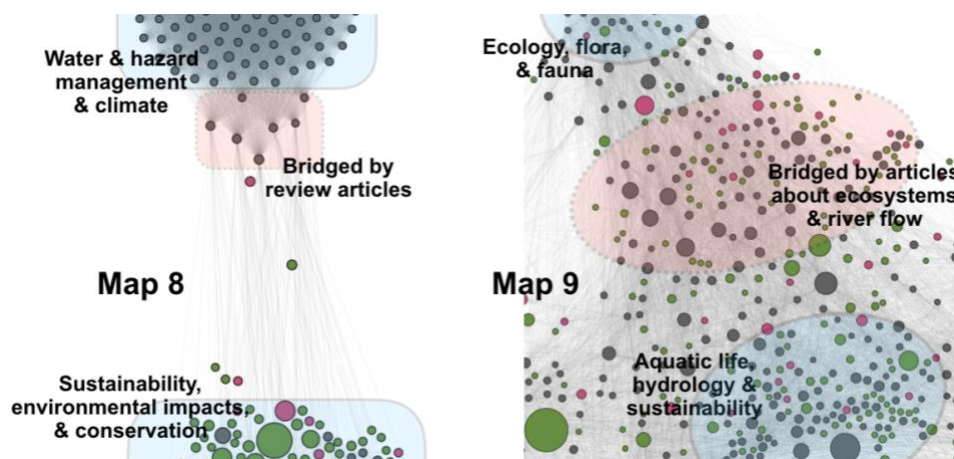 Water & hazard
management
& climate
Bridged by
review articles
Map 8
Sustainability,
environmental impacts,
& conservation
Ecology, flora,
& fauna
Bridged by articles
about ecosystems
& river flow
Map 9
Aquatic life,
hydrology &
sustainability